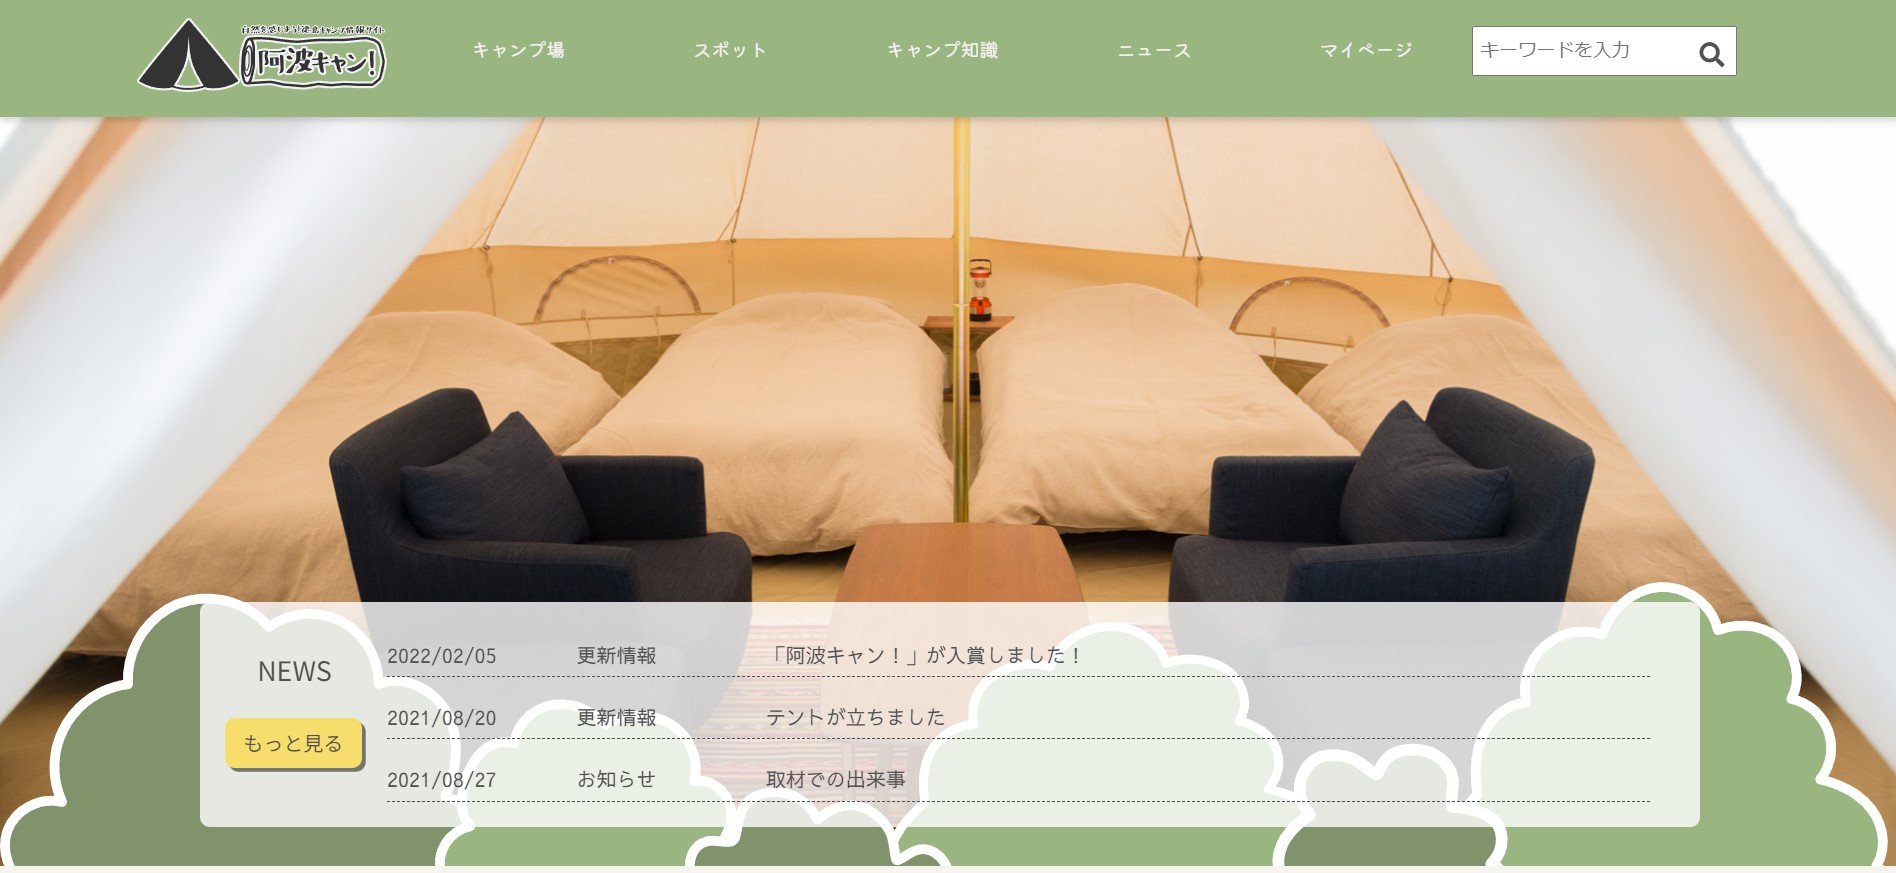 自然を感じよう!徳島キャンプ情報サイト
阿波キャン!
キャンプ場
スポット
キャンプ知識
ニュース
マイページ
キーワードを入力
NEWS
もっと見る
2022/02/05 更新情報 「阿波キャン！」が入賞しました！
2021/08/20 更新情報 テントが立ちました
2021/08/27 お知らせ 取材での出来事